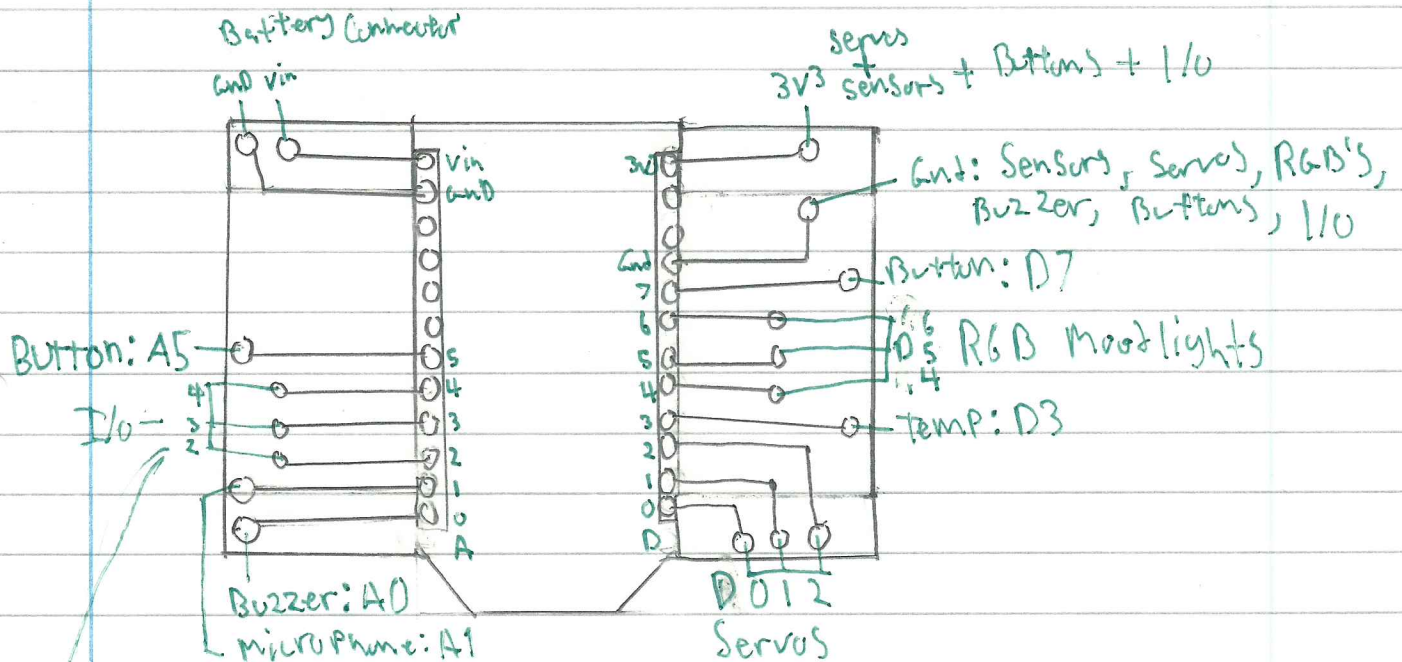 Battery Connector
GnD Vin
servos
+
3V3 sensors + Buttons + I/O
Vin
GnD
3v3
Gnd: Sensors, Servos, RGB's,
Buzzer, Buttons, I/O
Gnd
7
Button: D7
6
6
Button: A5
5
5
D 5 RGB Mood lights
4
4
4
4
I/O
3
3
3
Temp: D3
2
2
2
1
1
0
0
A
D
Buzzer: A0
D 0 1 2
microphone: A1
Servos